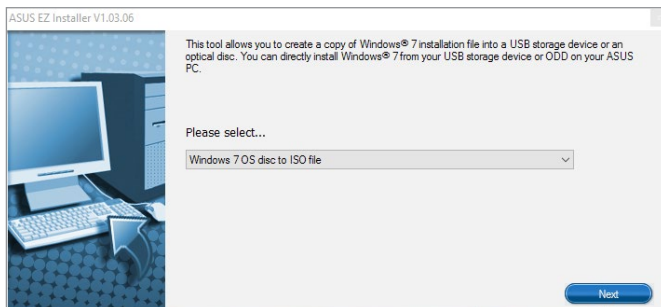 ASUS EZ Installer V1.03.06
This tool allows you to create a copy of Windows® 7 installation file into a USB storage device or an
optical disc. You can directly install Windows® 7 from your USB storage device or ODD on your ASUS
PC.
Please select...
Windows 7 OS disc to ISO file
Next